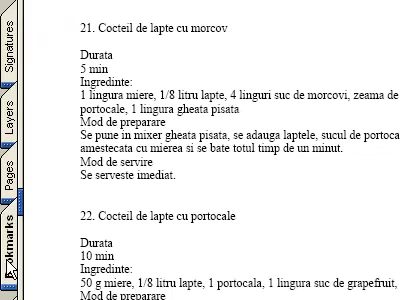 Signatures
Layers
Pages
21. Cocteil de lapte cu morcov
Durata
5 min
Ingredinte:
1 lingura miere, 1/8 litru lapte, 4 linguri suc de morcovi, zeama de
portocale, 1 lingura gheata pisata
Mod de preparare
Se pune in mixer gheata pisata, se adauga laptele, sucul de portoca
amestecata cu mierea si se bate totul timp de un minut.
Mod de servire
Se serveste imediat.
22. Cocteil de lapte cu portocale
Durata
10 min
Ingredinte:
50 g miere, 1/8 litru lapte, 1 portocala, 1 lingura suc de grapefruit,
Mod de preparare